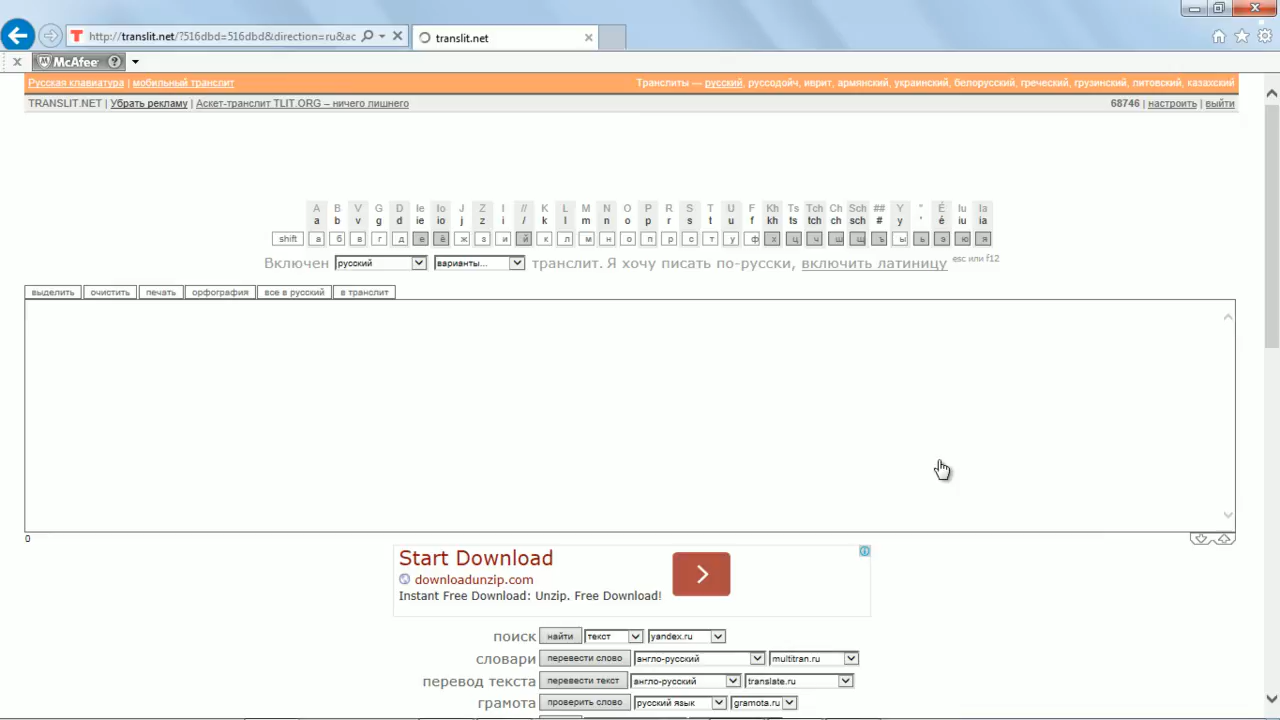 http://translit.net/?516dbd=516dbd&direction=ru&ac
translit.net
McAfee
Русская клавиатура | мобильный транслит
Транслиты — русский, руссодойч, иврит, армянский, украинский, белорусский, греческий, грузинский, литовский, казахский
TRANSLIT.NET | Убрать рекламу | Аскет-транслит TLIT.ORG – ничего лишнего
68746 | настроить | выйти
A B V G D Ie Io J Z I // K L M N O P R S T U F Kh Ts Tch Ch Sch ## Y " É Iu Ia
a b v g d ie io j z i / k l m n o p r s t u f kh ts tch ch sch # y ' é iu ia
shift а б в г д е ё ж з и й к л м н о п р с т у ф х ц ч ш щ ъ ы ь э ю я
Включен русский варианты... транслит. Я хочу писать по-русски, включить латиницу esc или f12
выделить очистить печать орфография все в русский в транслит
0
Start Download
downloadunzip.com
Instant Free Download: Unzip. Free Download!
поиск найти текст yandex.ru
словари перевести слово англо-русский multitran.ru
перевод текста перевести текст англо-русский translate.ru
грамота проверить слово русский язык gramota.ru